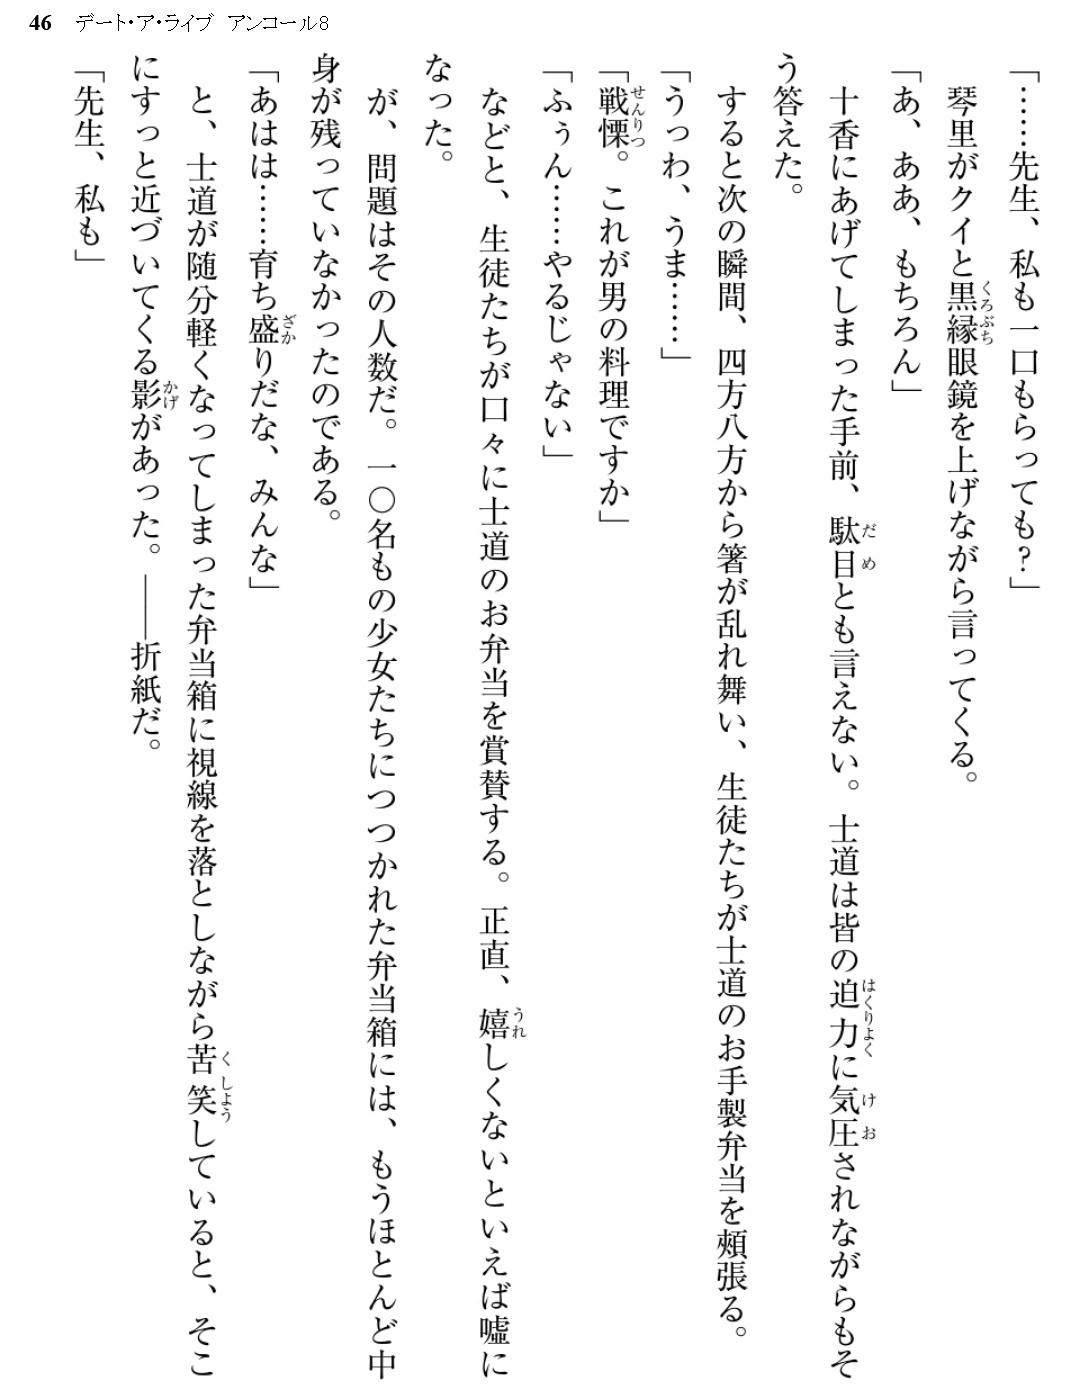 46 デート・ア・ライブ アンコール8
「……先生、私も一口もらっても？」
琴里がクイと黒縁眼鏡を上げながら言ってくる。
「あ、ああ、もちろん」
十香にあげてしまった手前、駄目とも言えない。士道は皆の迫力に気圧されながらもそ
う答えた。
すると次の瞬間、四方八方から箸が乱れ舞い、生徒たちが士道のお手製弁当を頰張る。
「うっわ、うま……」
「戦慄。これが男の料理ですか」
「ふぅん……やるじゃない」
などと、生徒たちが口々に士道のお弁当を賞賛する。正直、嬉しくないといえば嘘に
なった。
が、問題はその人数だ。一〇名もの少女たちにつつかれた弁当箱には、もうほとんど中
身が残っていなかったのである。
「あはは……育ち盛りだな、みんな」
と、士道が随分軽くなってしまった弁当箱に視線を落としながら苦笑していると、そこ
にすっと近づいてくる影があった。――折紙だ。
「先生、私も」